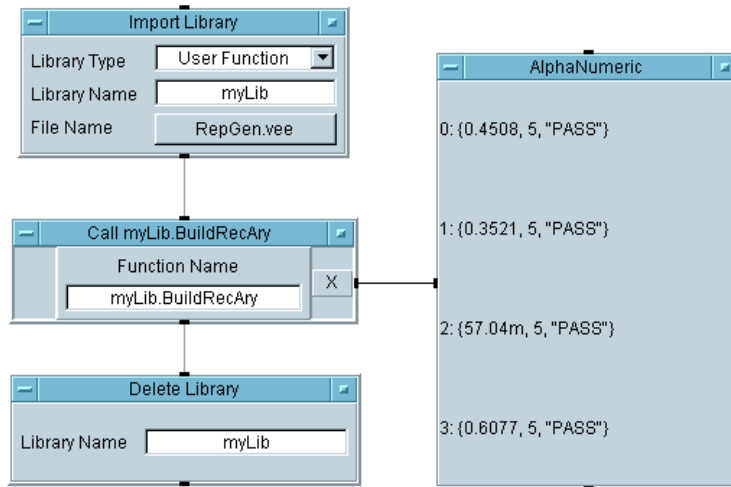 Import Library
Library Type User Function
Library Name myLib
File Name RepGen.vee
Call myLib.BuildRecAry
Function Name
myLib.BuildRecAry
X
Delete Library
Library Name myLib
AlphaNumeric
0: {0.4508, 5, "PASS"}
1: {0.3521, 5, "PASS"}
2: {57.04m, 5, "PASS"}
3: {0.6077, 5, "PASS"}